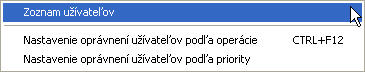 Zoznam užívateľov
Nastavenie oprávnení užívateľov podľa operácie CTRL+F12
Nastavenie oprávnení užívateľov podľa priority